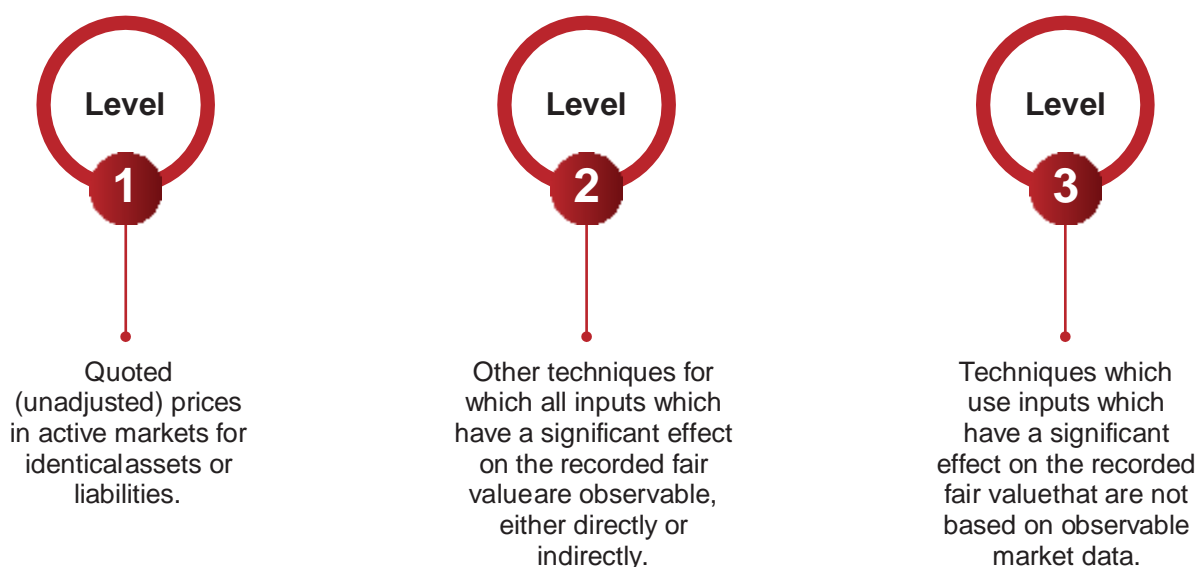 Level
1
Quoted
(unadjusted) prices
in active markets for
identicalassets or
liabilities.
Level
2
Other techniques for
which all inputs which
have a significant effect
on the recorded fair
valueare observable,
either directly or
indirectly.
Level
3
Techniques which
use inputs which
have a significant
effect on the recorded
fair valuethat are not
based on observable
market data.